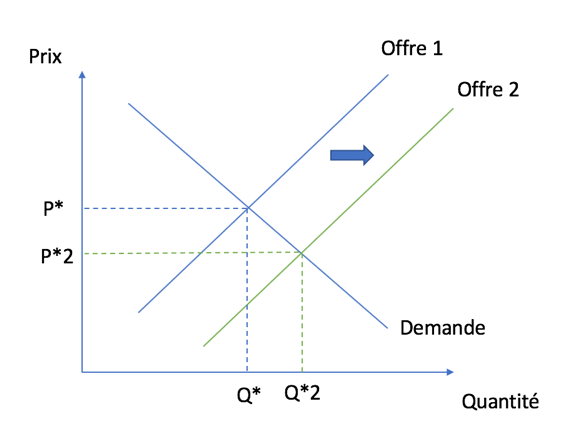 Offre 1
Prix
Offre 2
P*
P*2
Demande
Q*
Q*2
Quantité